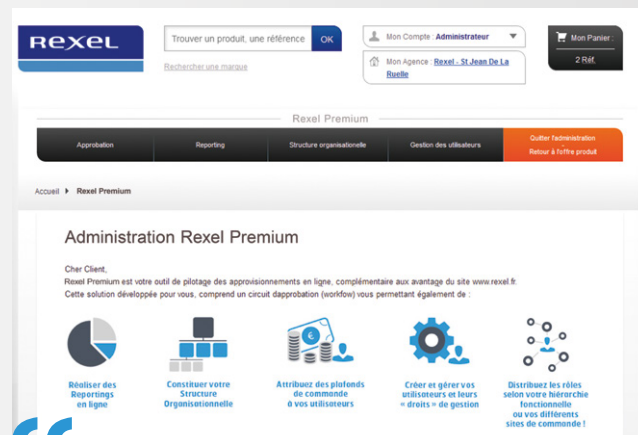 REXEL
Trouver un produit, une référence OK
Rechercher une marque
Mon Compte : Administrateur
Mon Agence : Rexel - St Jean De La
Ruelle
Mon Panier :
2 Réf.
Rexel Premium
Approbation
Reporting
Structure organisationelle
Gestion des utilisateurs
Quitter l'administration
-
Retour à l'offre produit
Accueil Rexel Premium
Administration Rexel Premium
Cher Client,
Rexel Premium est votre outil de pilotage des approvisionnements en ligne, complémentaire aux avantage du site www.rexel.fr.
Cette solution développée pour vous, comprend un circuit dapprobation (workfow) vous permettant également de :
Réaliser des
Reportings
en ligne
Constituer votre
Structure
Organisationnelle
Attribuez des plafonds
de commande
à vos utilisateurs
Créer et gérer vos
utilisateurs et leurs
« droits » de gestion
Distribuez les rôles
selon votre hiérarchie
fonctionnelle
ou vos différents
sites de commande !